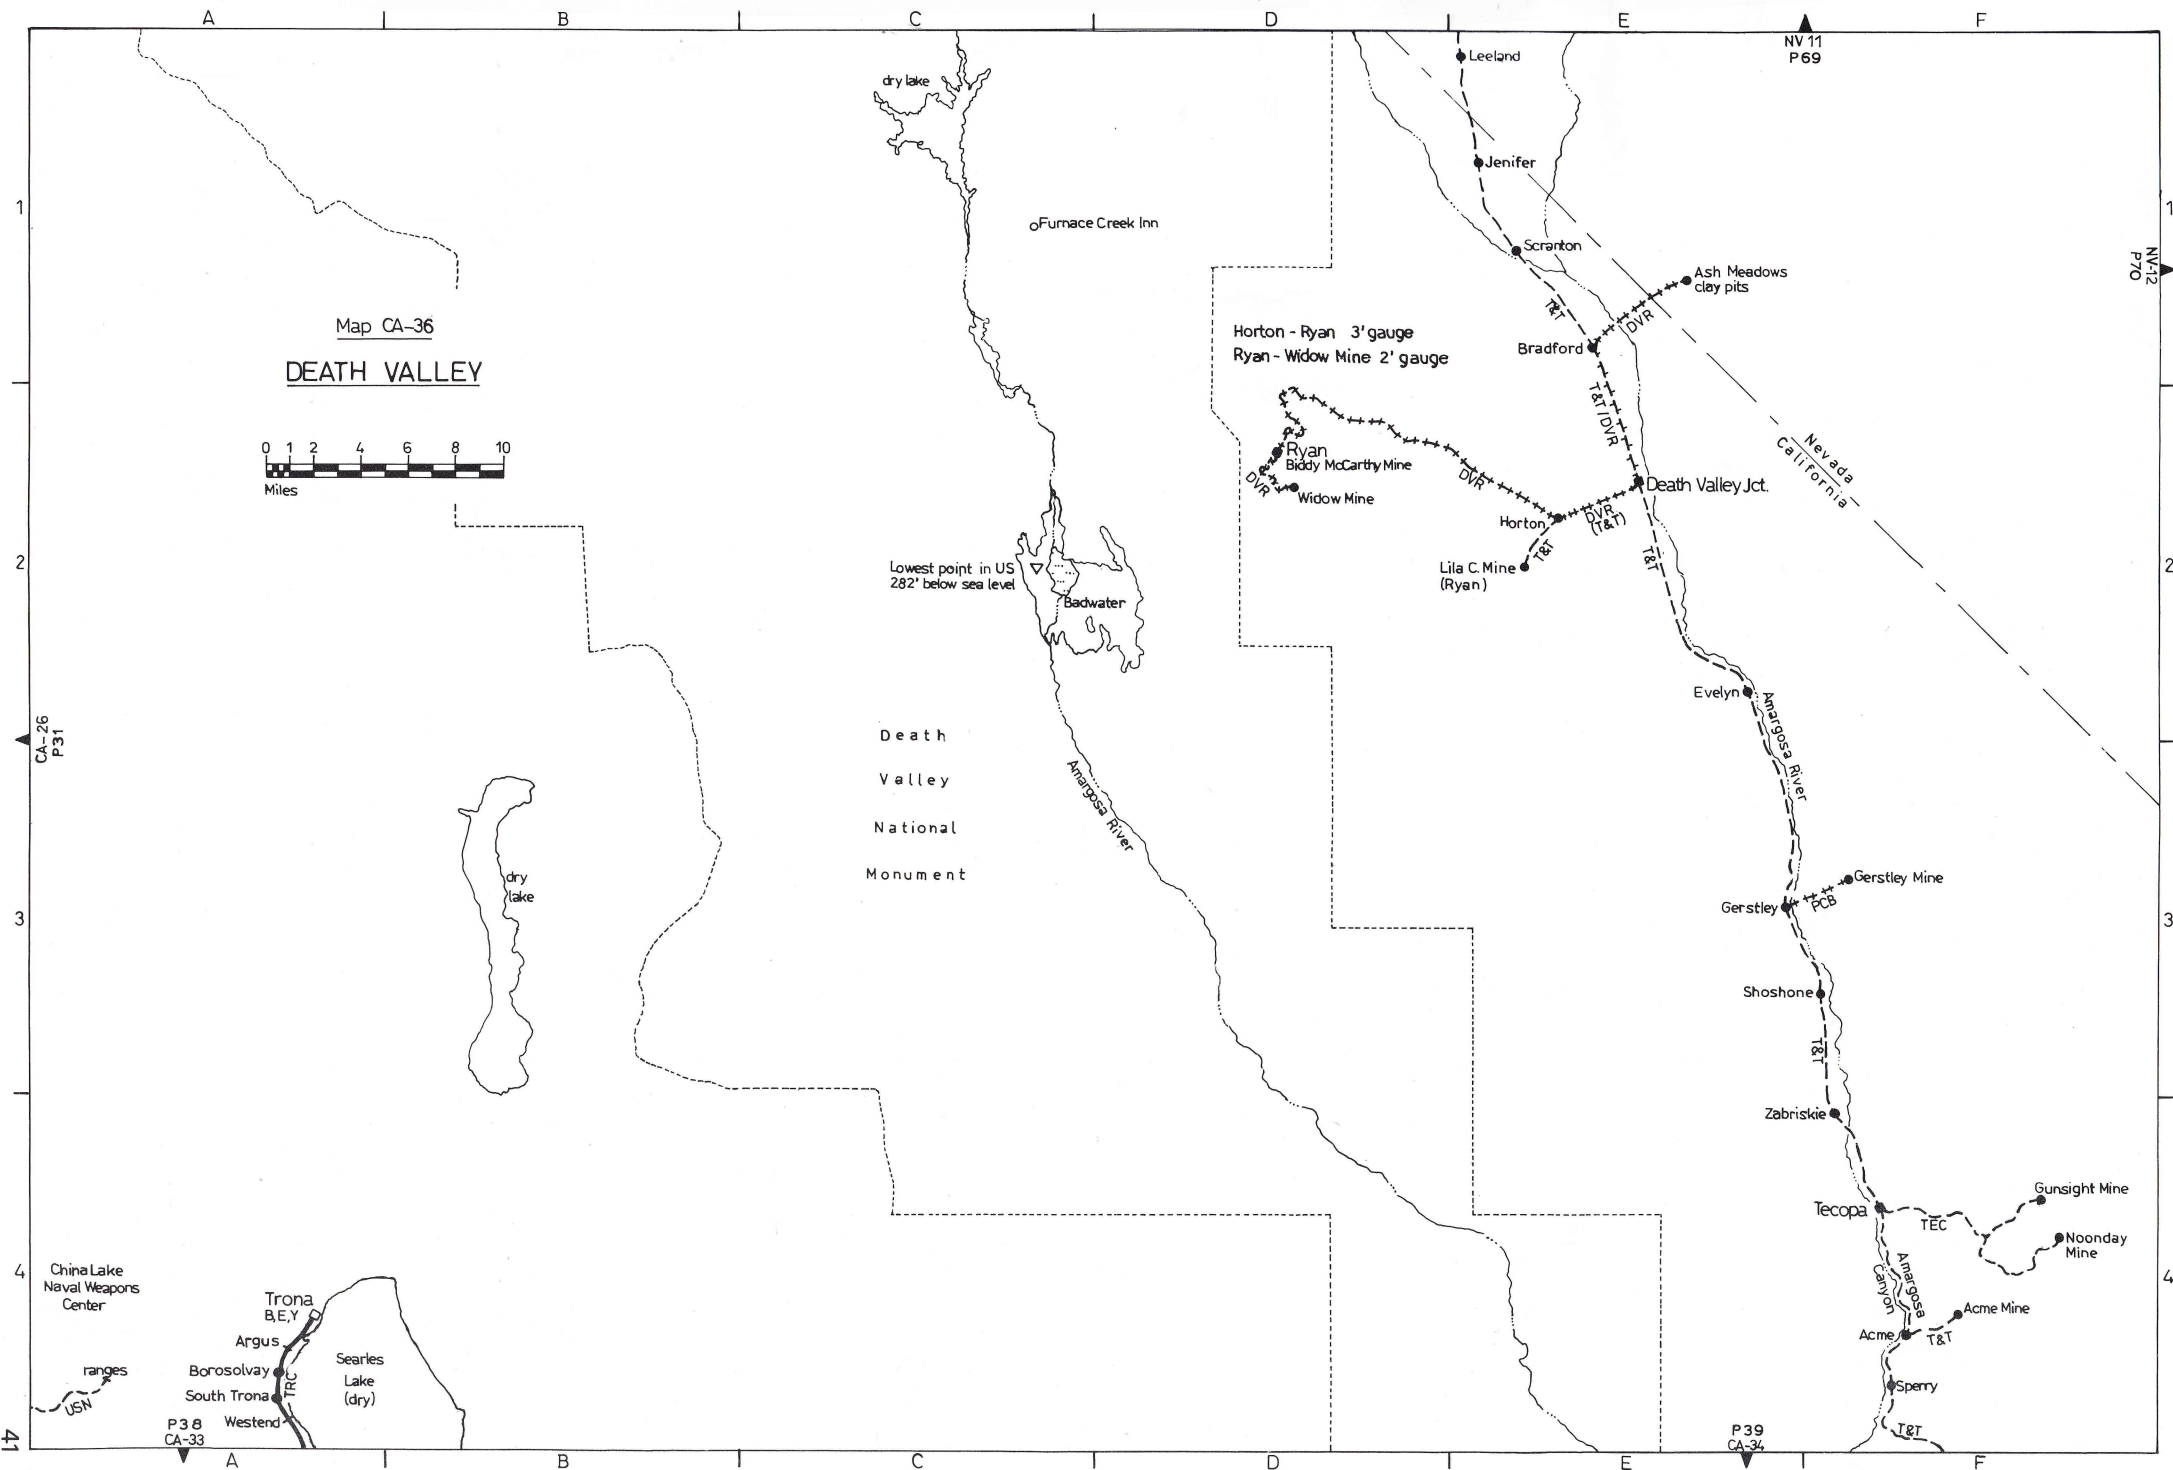 A B C D E F
NV 11
P69
Leeland
dry lake
Jenifer
1
1
Furnace Creek Inn
Scranton
NV-12
P70
Ash Meadows
clay pits
T&T
DVR
Map CA-36
DEATH VALLEY
Horton - Ryan 3' gauge
Ryan - Widow Mine 2' gauge
Bradford
T&T/DVR
0 1 2 4 6 8 10
Miles
Ryan
Biddy McCarthy Mine
DVR
Widow Mine
DVR
Death Valley Jct.
Nevada
California
Horton
DVR
(T&T)
T&T
T&T
2
2
Lila C. Mine
(Ryan)
Lowest point in US
282' below sea level
Badwater
Evelyn
Amargosa River
CA-26
P31
Death
Valley
National
Monument
Amargosa River
dry
lake
Gerstley Mine
Gerstley
PCB
3
3
Shoshone
T&T
Zabriskie
Gunsight Mine
Tecopa
TEC
Noonday
Mine
4
4
China Lake
Naval Weapons
Center
Amargosa
Canyon
Trona
B,E,Y
Argus
Acme Mine
Acme
T&T
Searles
Lake
(dry)
Borosolvay
ranges
TRC
South Trona
USN
Sperry
Westend
T&T
P38
CA-33
P39
CA-34
41
A B C D E F